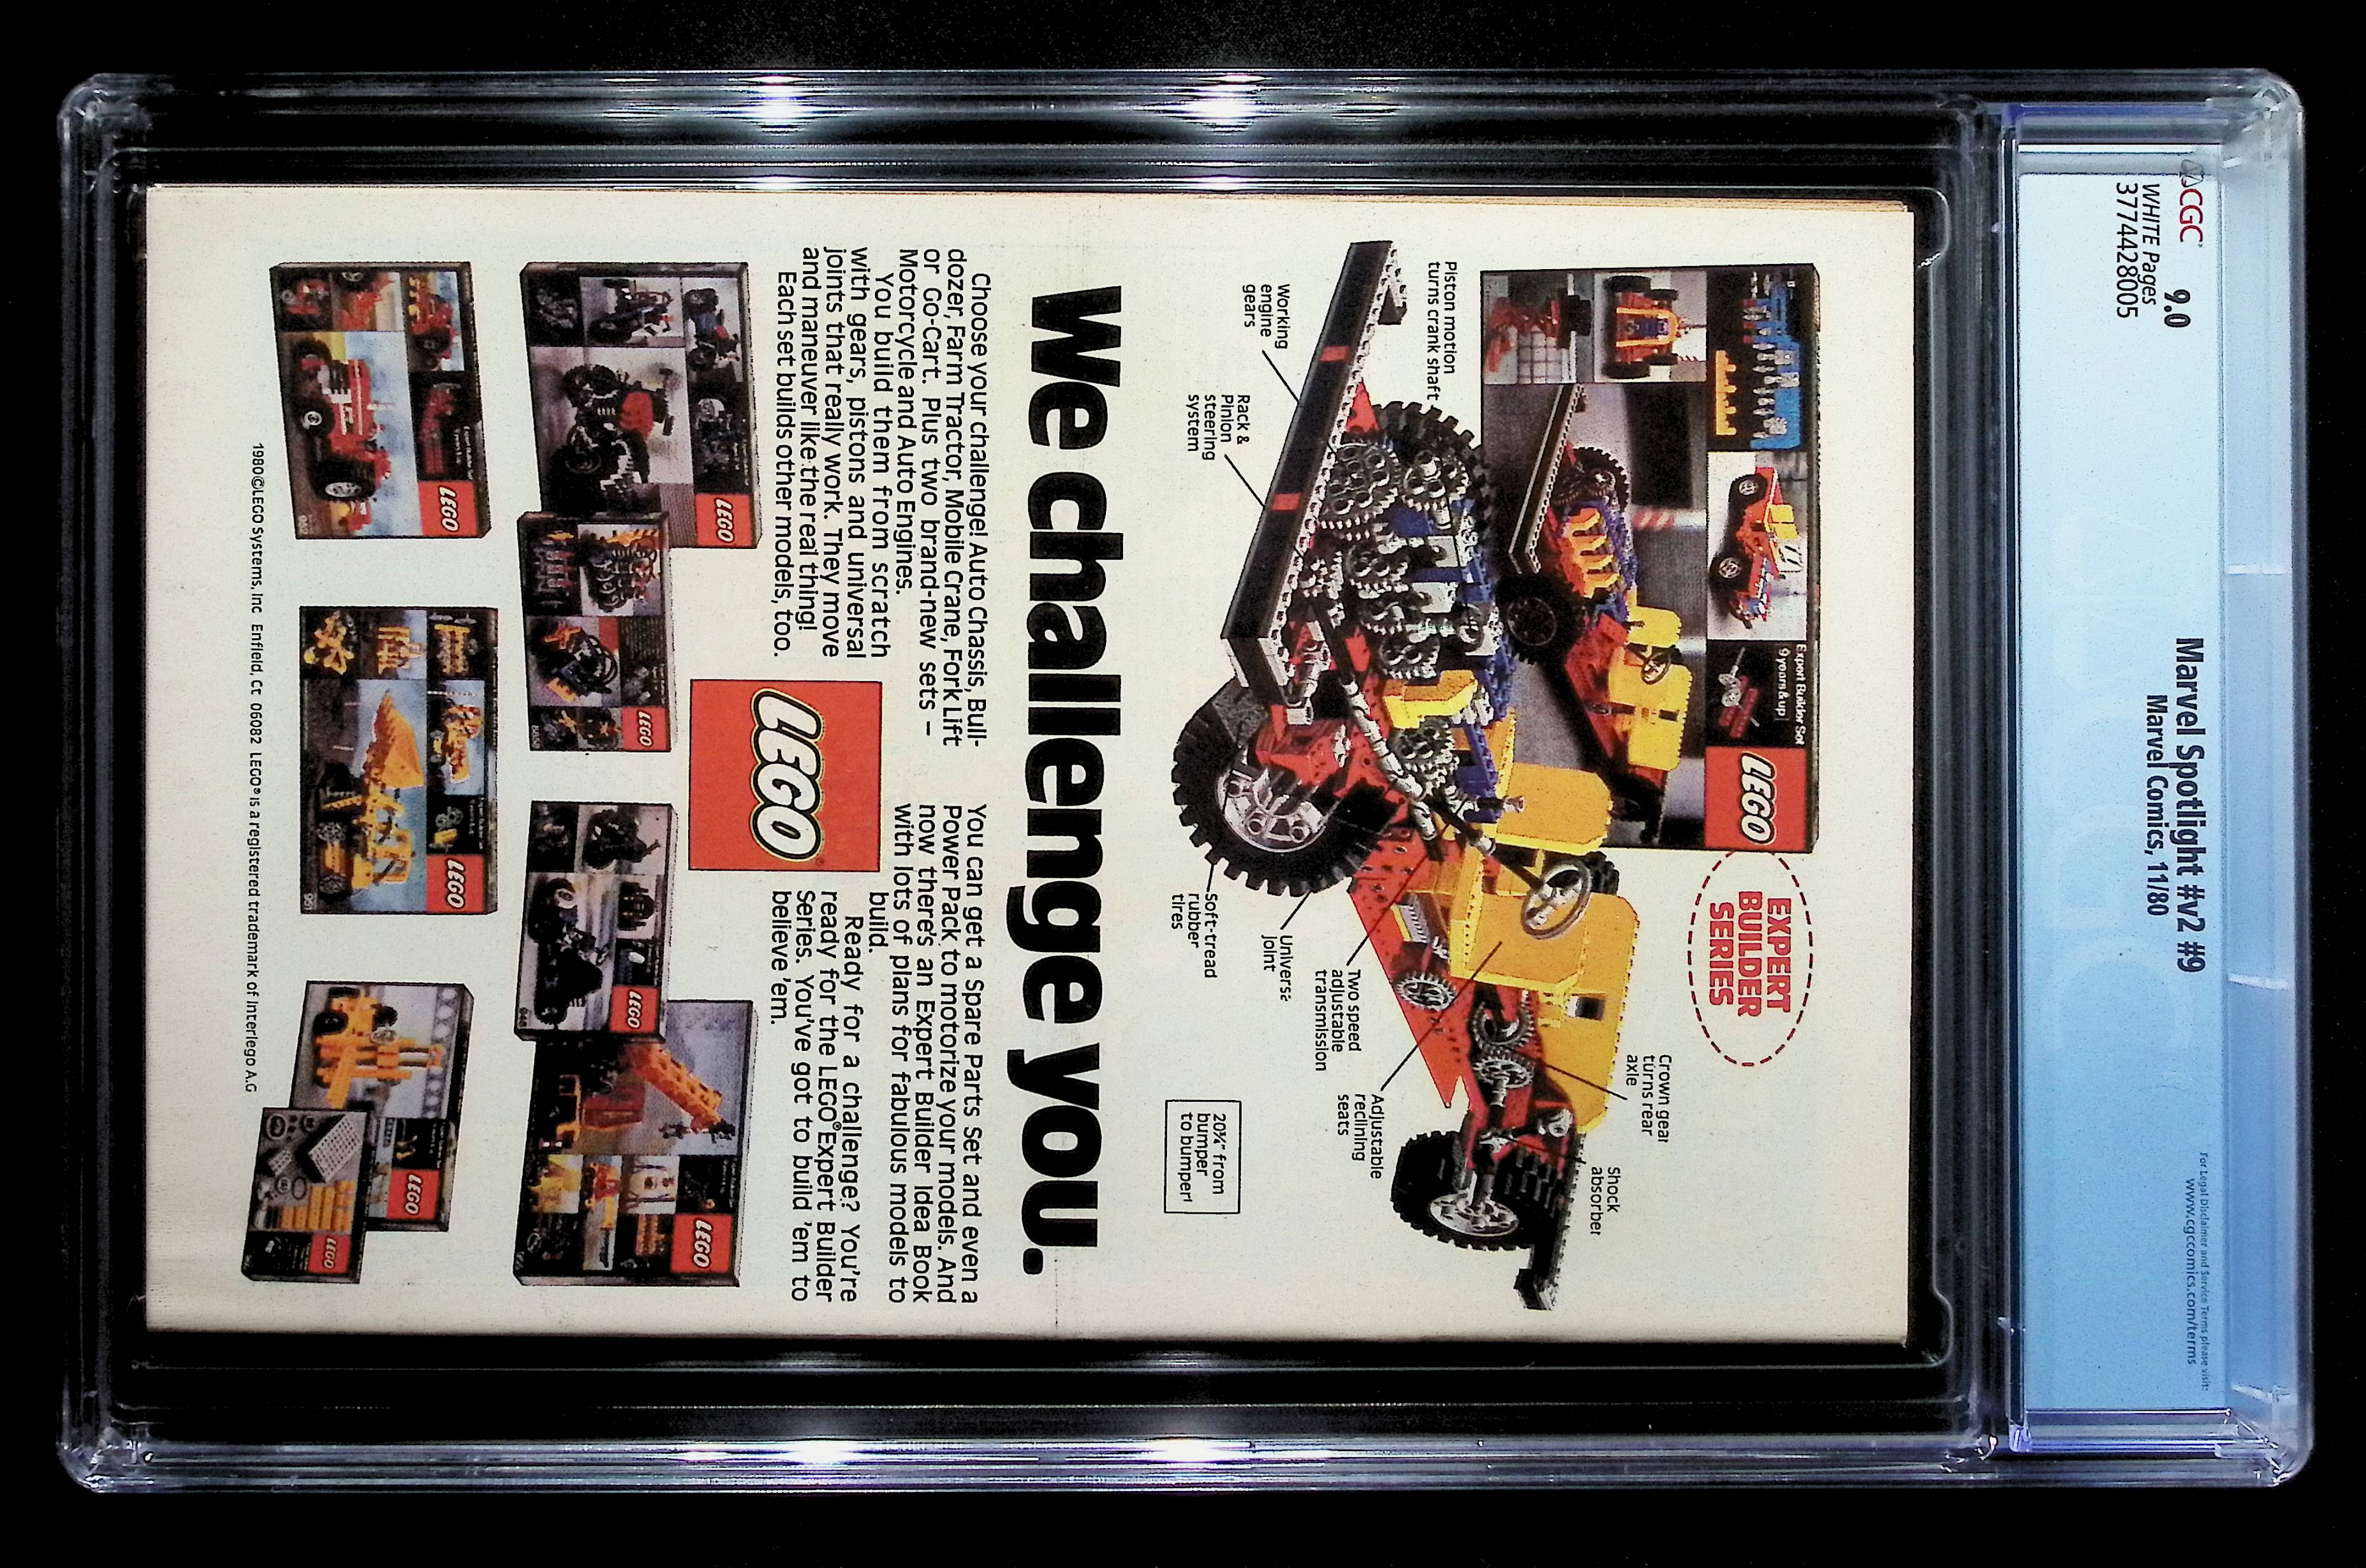 CGC
9.0
WHITE Pages
3774428005
Marvel Spotlight #v2 #9
Marvel Comics, 11/80
For Legal Disclaimer and Service Terms please visit:
www.cgccomics.com/terms
Expert Builder Set
9 years & up
LEGO
EXPERT
BUILDER
SERIES
Piston motion
turns crank shaft
Working
engine
gears
Rack &
Pinion
steering
system
Crown gear
turns rear
axle
Shock
absorber
Adjustable
reclining
seats
Two speed
adjustable
transmission
Universa
joint
Soft-tread
rubber
tires
20¾" from
bumper
to bumper!
We challenge you.
Choose your challenge! Auto Chassis, Bull-
dozer, Farm Tractor, Mobile Crane, Fork Lift
or Go-Cart. Plus two brand-new sets –
Motorcycle and Auto Engines.
You build them from scratch
with gears, pistons and universal
joints that really work. They move
and maneuver like the real thing!
Each set builds other models, too.
You can get a Spare Parts Set and even a
Power Pack to motorize your models. And
now there's an Expert Builder Idea Book
with lots of plans for fabulous models to
build.
Ready for a challenge? You're
ready for the LEGO® Expert Builder
Series. You've got to build 'em to
believe 'em.
LEGO®
LEGO
LEGO
LEGO
LEGO
LEGO
LEGO
LEGO
LEGO
1980 © LEGO Systems, Inc Enfield, Ct 06082 LEGO® is a registered trademark of Interlego A.G